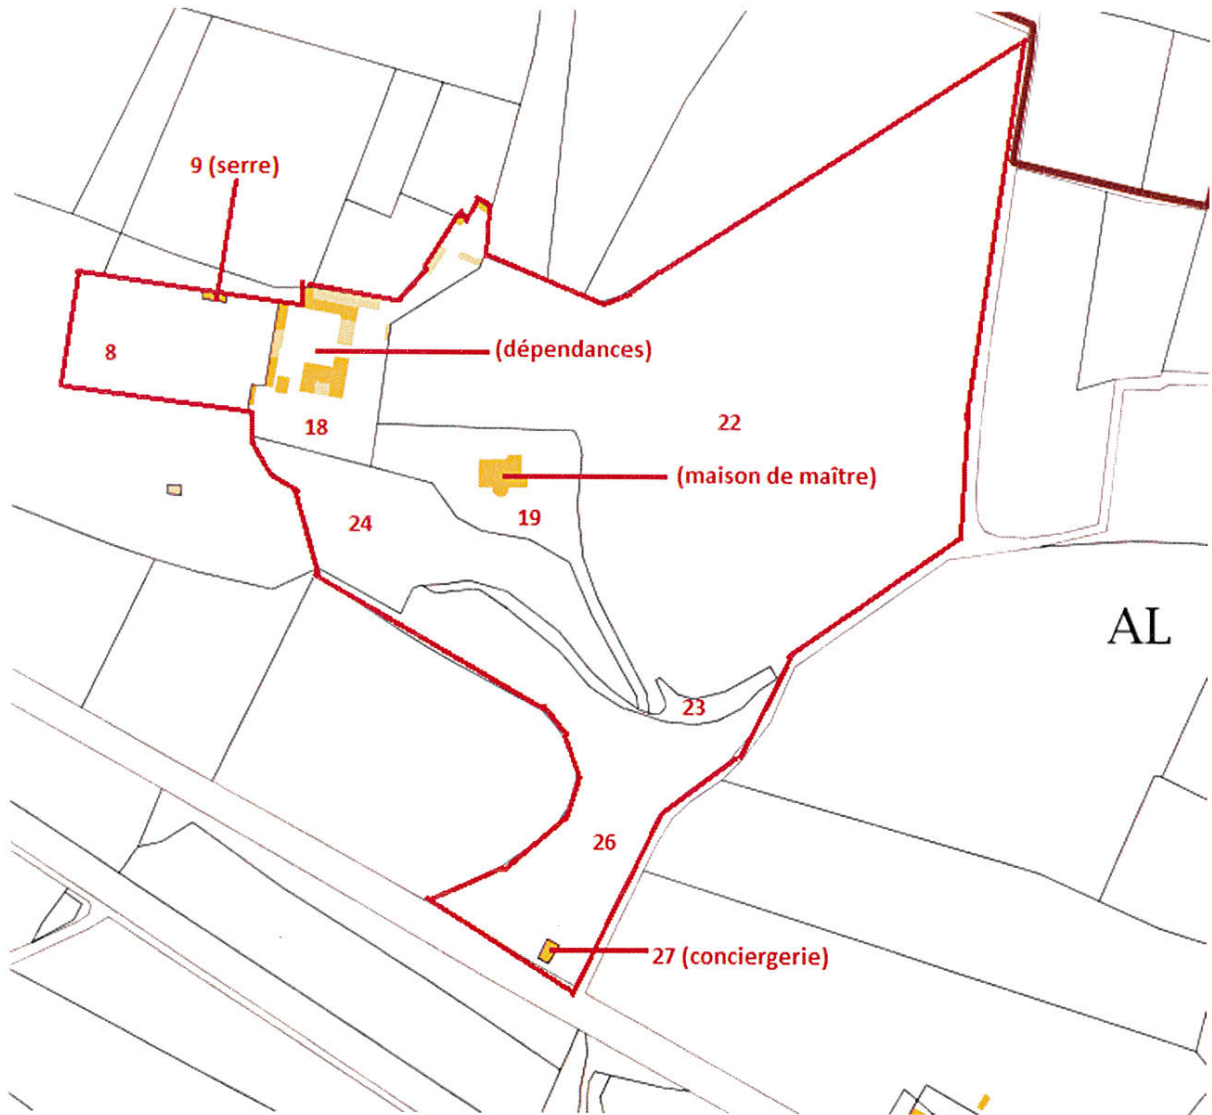 9 (serre)
8
(dépendances)
18
22
(maison de maître)
19
24
AL
23
26
27 (conciergerie)